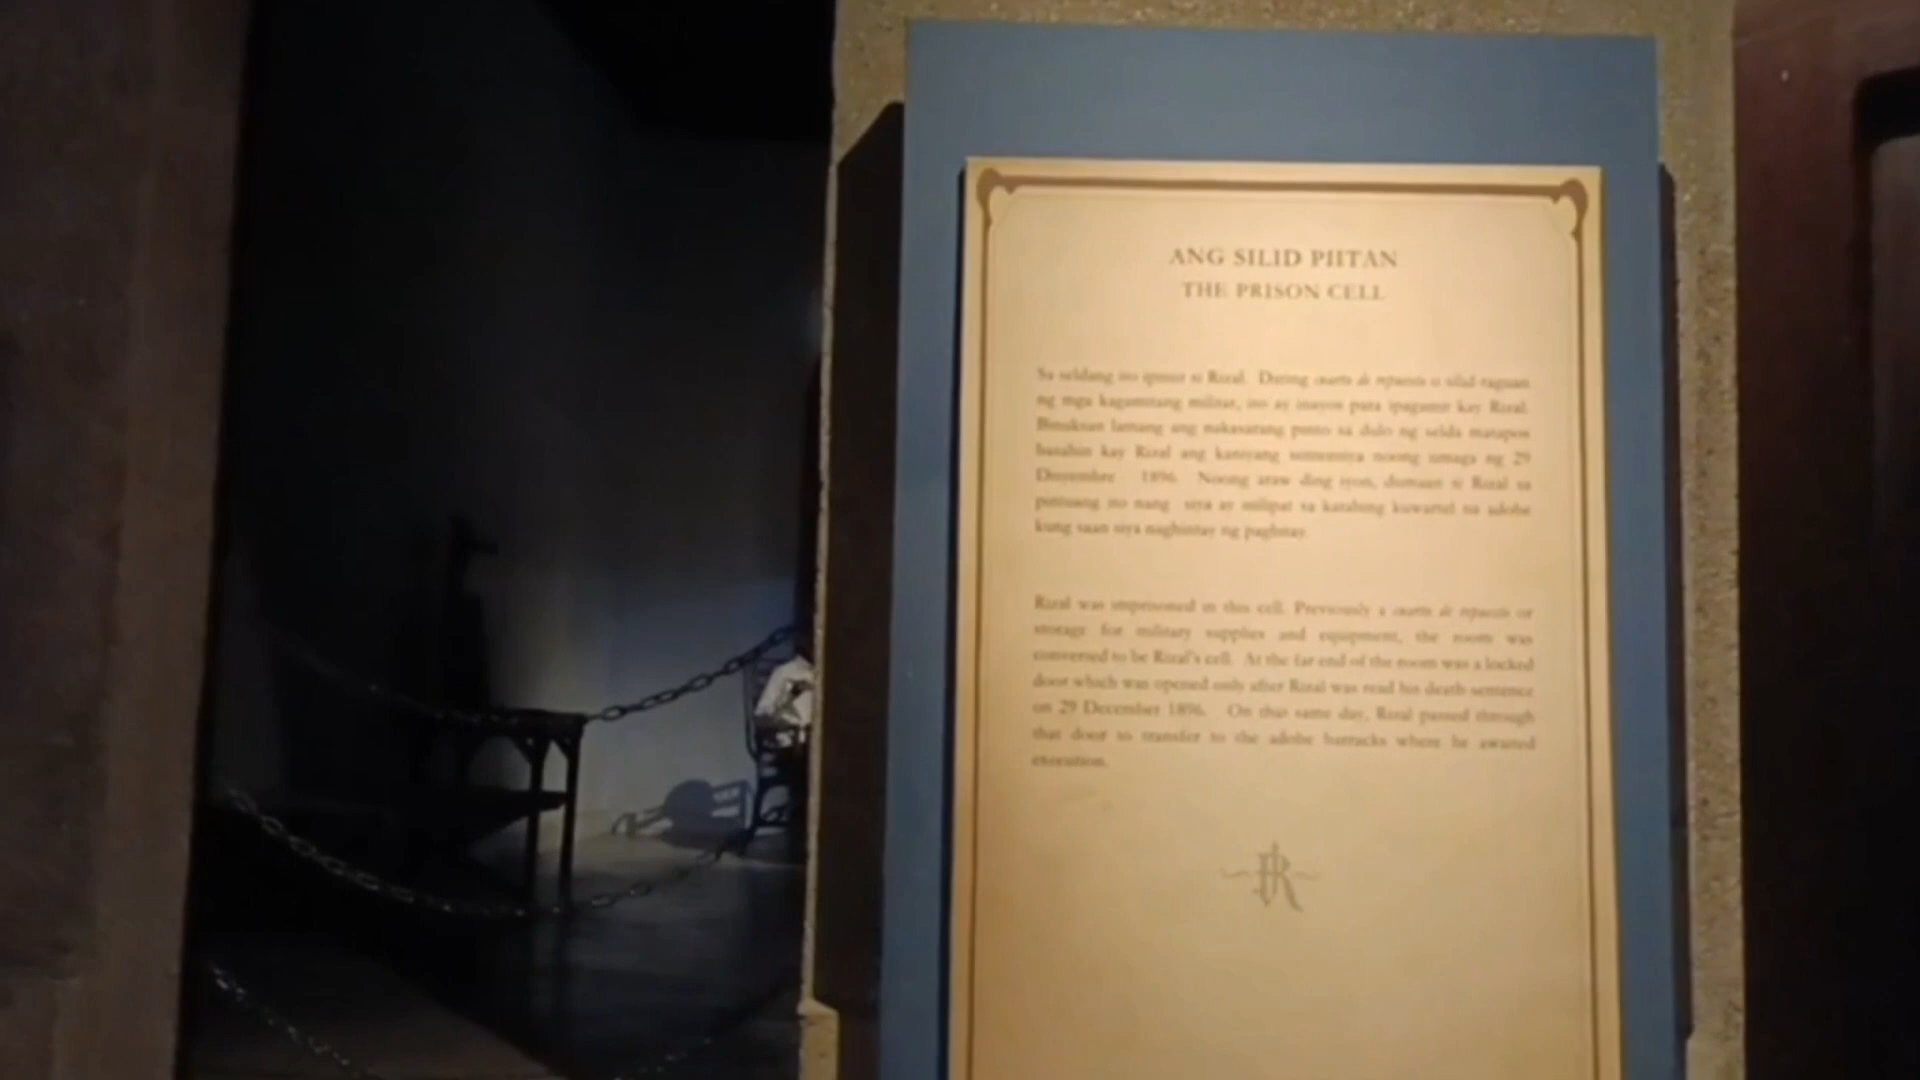 ANG SILID PIITAN
THE PRISON CELL
Sa seldang ito ipiniit si Rizal. Dating cuarto de repuesto o silid-taguan
ng mga kagamitang militar, ito ay inayos para ipagamit kay Rizal.
Binuksan lamang ang nakasarang pinto sa dulo ng selda matapos
basahin kay Rizal ang kaniyang sentensiya noong umaga ng 29
Disyembre 1896. Noong araw ding iyon, dumaan si Rizal sa
pintuang ito nang siya ay inilipat sa katabing kuwartel na adobe
kung saan siya naghintay ng pagbitay.
Rizal was imprisoned in this cell. Previously a cuarto de repuesto or
storage for military supplies and equipment, the room was
conversed to be Rizal's cell. At the far end of the room was a locked
door which was opened only after Rizal was read his death sentence
on 29 December 1896. On that same day, Rizal passed through
that door to transfer to the adobe barracks where he awaited
execution.
JR